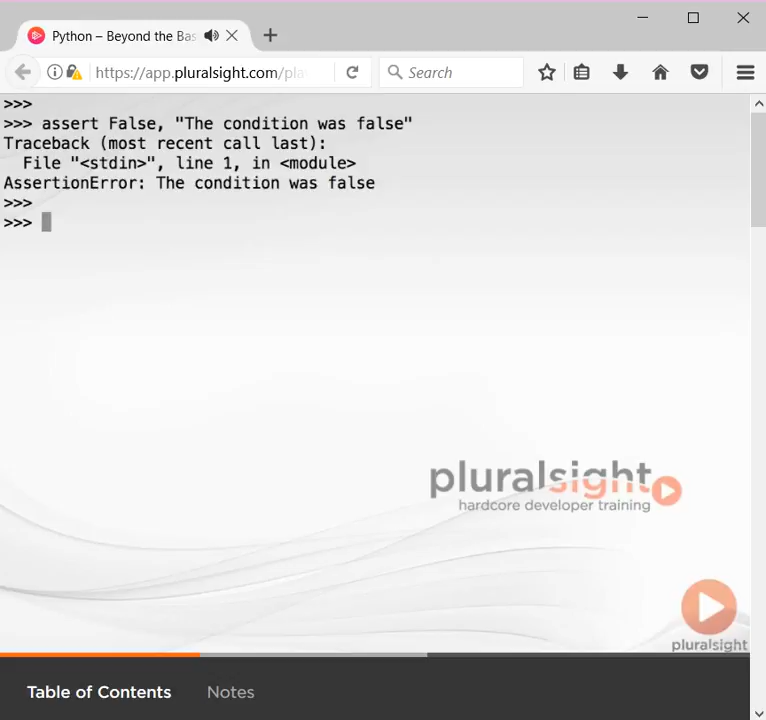 Python – Beyond the Bas
https://app.pluralsight.com/pla
Search
>>>
>>> assert False, "The condition was false"
Traceback (most recent call last):
File "<stdin>", line 1, in <module>
AssertionError: The condition was false
>>>
>>>
pluralsight
hardcore developer training
pluralsight
Table of Contents
Notes